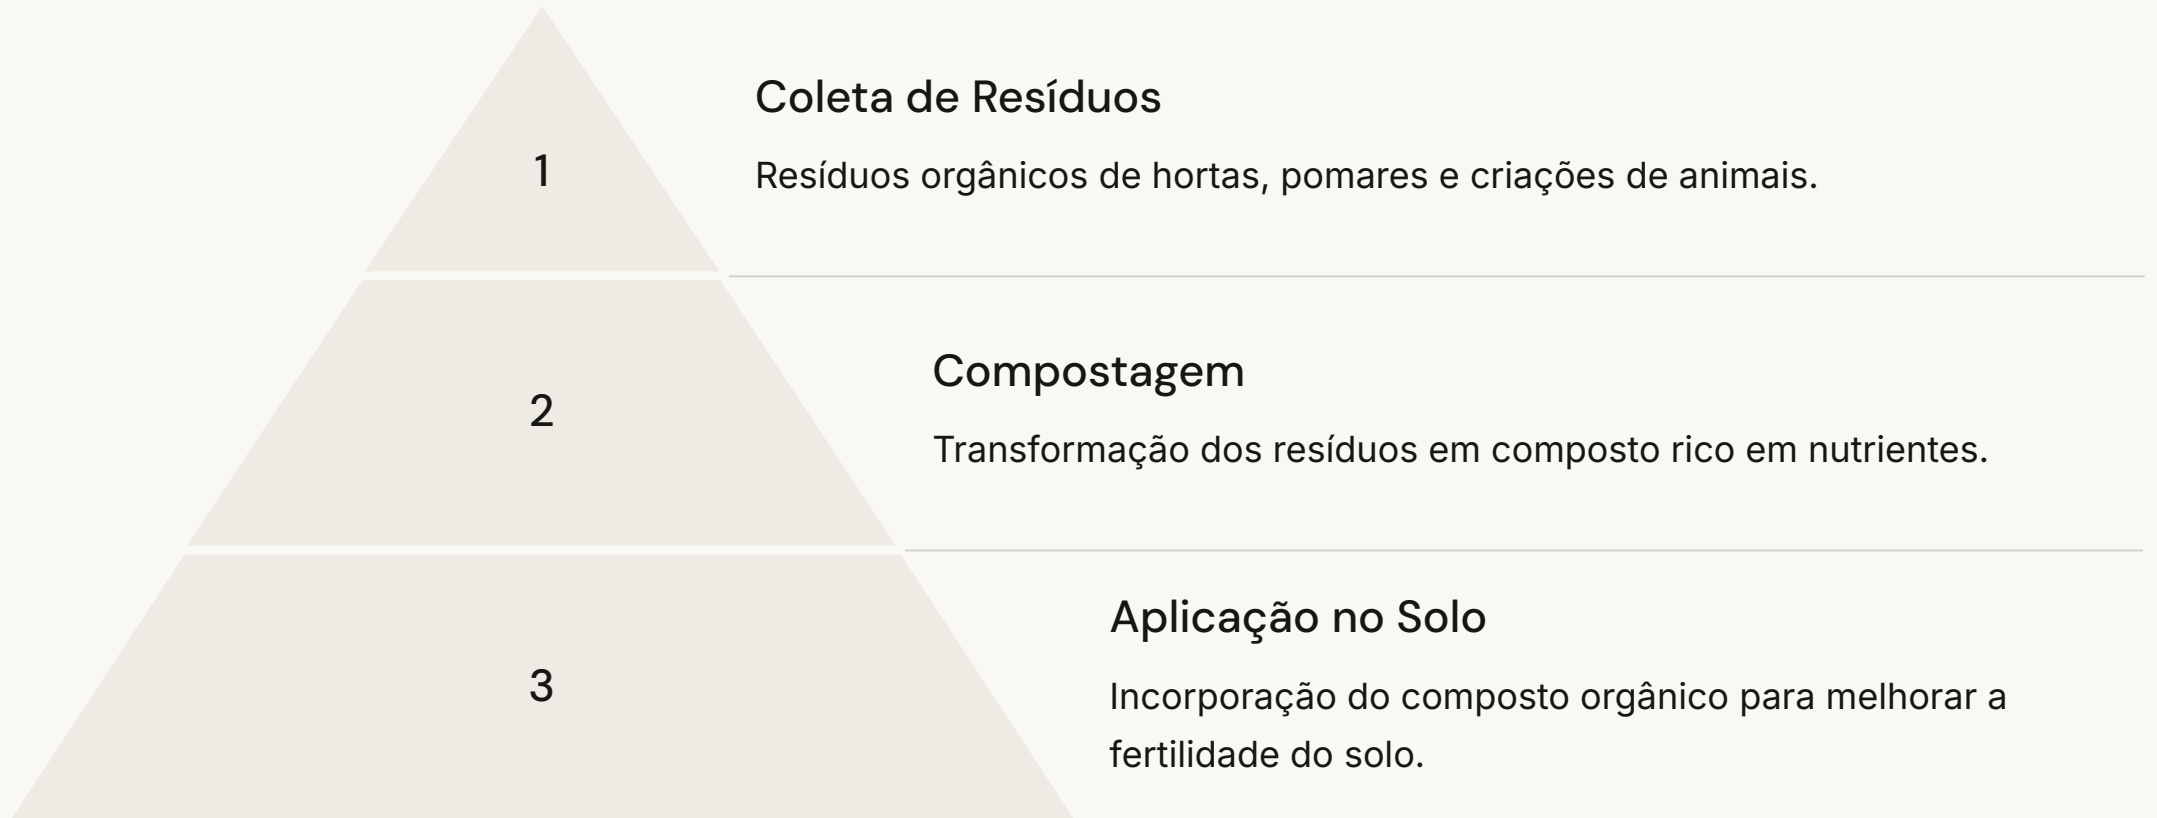 Coleta de Resíduos
1
Resíduos orgânicos de hortas, pomares e criações de animais.
Compostagem
2
Transformação dos resíduos em composto rico em nutrientes.
Aplicação no Solo
3
Incorporação do composto orgânico para melhorar a
fertilidade do solo.